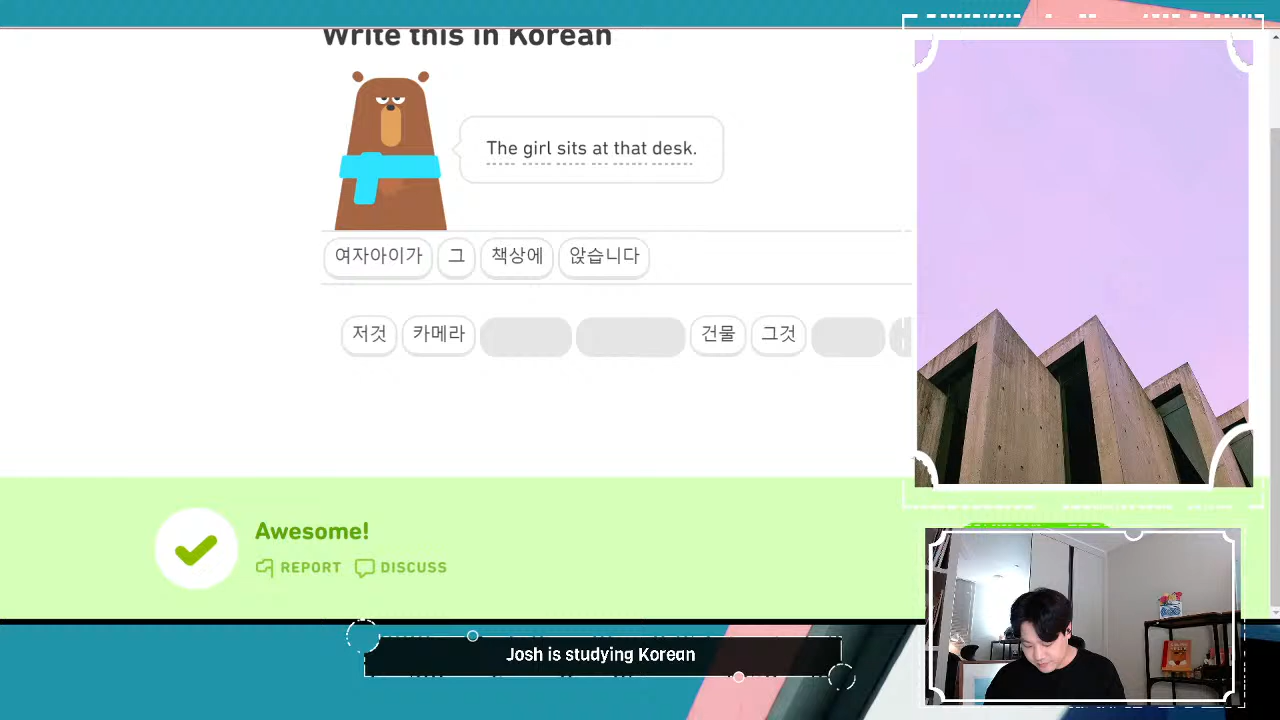 Write this in Korean
The girl sits at that desk.
여자아이가 그 책상에 앉습니다
저것 카메라 건물 그것
Awesome!
REPORT DISCUSS
Josh is studying Korean